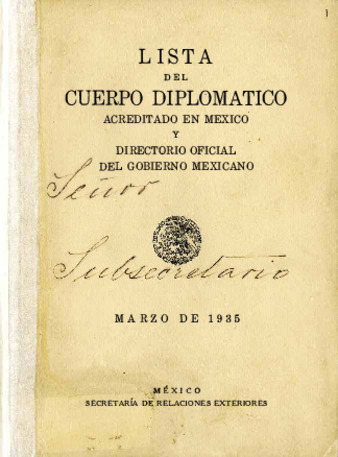 LISTA
DEL
CUERPO DIPLOMATICO
ACREDITADO EN MEXICO
Y
DIRECTORIO OFICIAL
DEL GOBIERNO MEXICANO
Señor
Subsecretario
MARZO DE 1935
MÉXICO
SECRETARÍA DE RELACIONES EXTERIORES